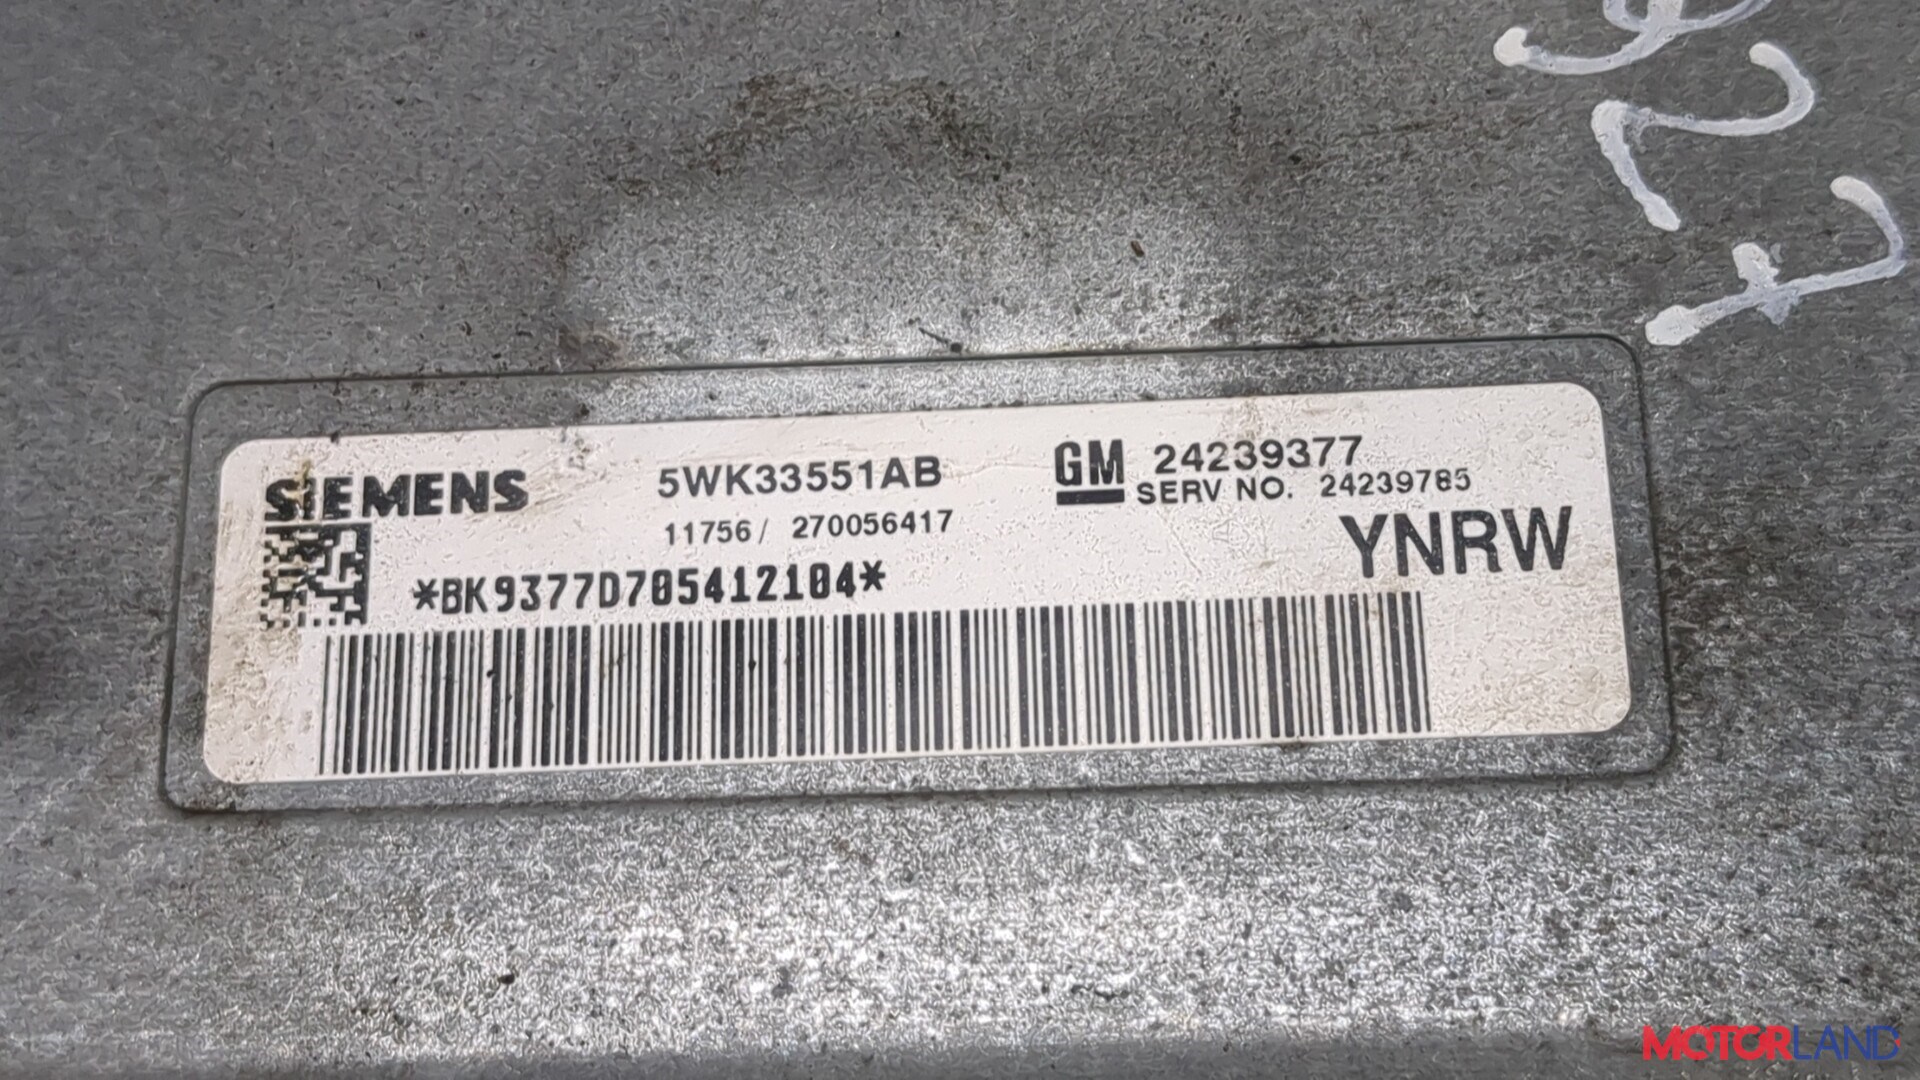 SIEMENS
5WK33551AB
11756/ 270056417
GM 24239377
SERV NO. 24239785
YNRW
*BK9377D705412104*
MOTORLAND